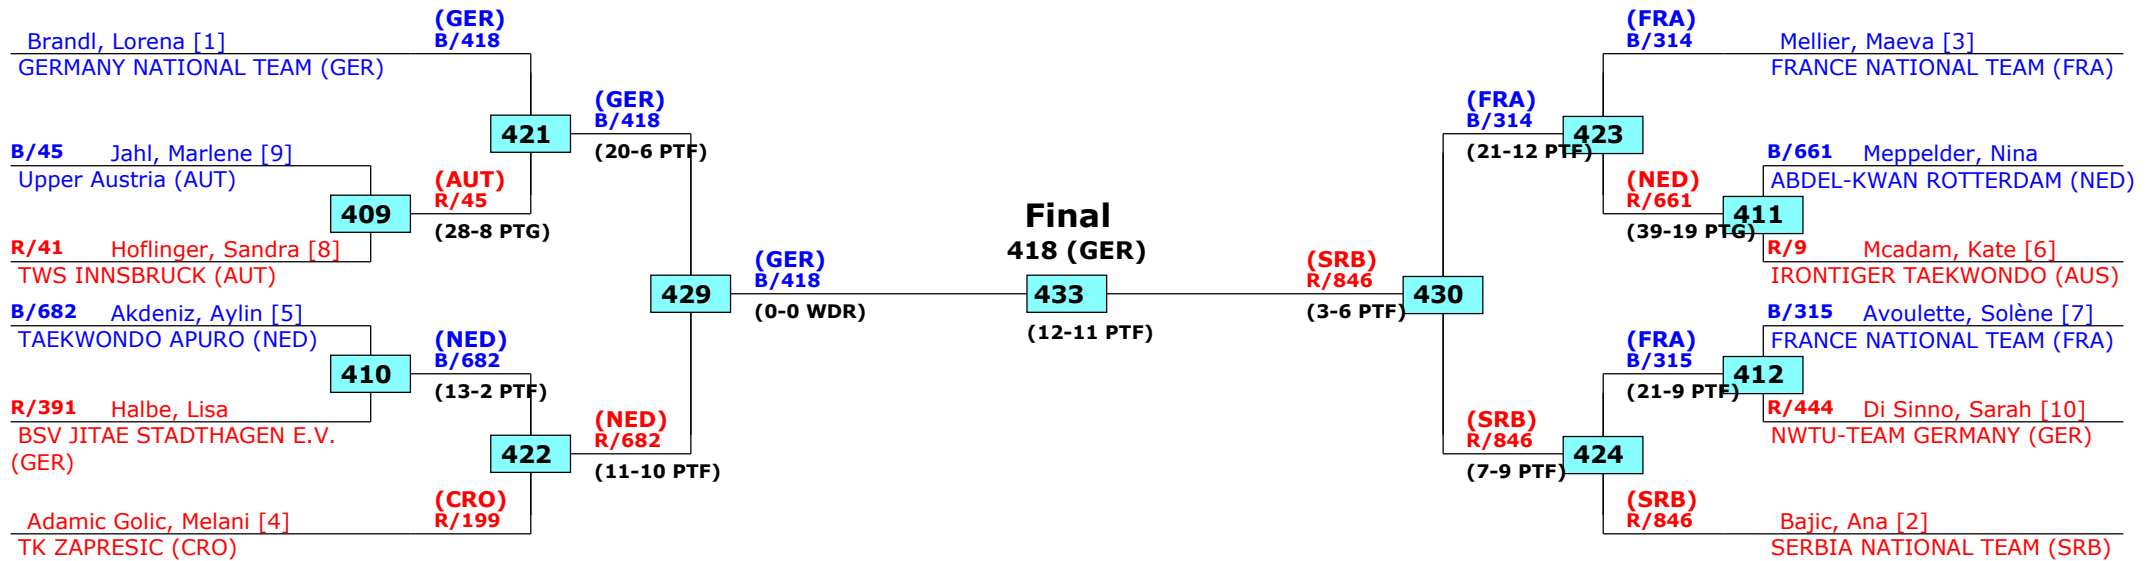 (GER)
B/418
Brandl, Lorena [1]
GERMANY NATIONAL TEAM (GER)
B/45 Jahl, Marlene [9]
Upper Austria (AUT)
409
R/41 Hoflinger, Sandra [8]
TWS INNSBRUCK (AUT)
(AUT)
R/45
(28-8 PTG)
421
(GER)
B/418
(20-6 PTF)
B/682 Akdeniz, Aylin [5]
TAEKWONDO APURO (NED)
410
R/391 Halbe, Lisa
BSV JITAE STADTHAGEN E.V.
(GER)
(NED)
B/682
(13-2 PTF)
422
(NED)
R/682
(11-10 PTF)
(CRO)
R/199
Adamic Golic, Melani [4]
TK ZAPRESIC (CRO)
429
(GER)
B/418
(0-0 WDR)
Final
418 (GER)
433
(12-11 PTF)
(SRB)
R/846
(3-6 PTF)
430
(FRA)
B/314
(21-12 PTF)
423
(FRA)
B/314
Mellier, Maeva [3]
FRANCE NATIONAL TEAM (FRA)
B/661 Meppelder, Nina
ABDEL-KWAN ROTTERDAM (NED)
(NED)
R/661
(39-19 PTG)
411
R/9 Mcadam, Kate [6]
IRONTIGER TAEKWONDO (AUS)
B/315 Avoulette, Solène [7]
FRANCE NATIONAL TEAM (FRA)
(FRA)
B/315
(21-9 PTF)
412
R/444 Di Sinno, Sarah [10]
NWTU-TEAM GERMANY (GER)
(SRB)
R/846
(7-9 PTF)
424
(SRB)
R/846
Bajic, Ana [2]
SERBIA NATIONAL TEAM (SRB)